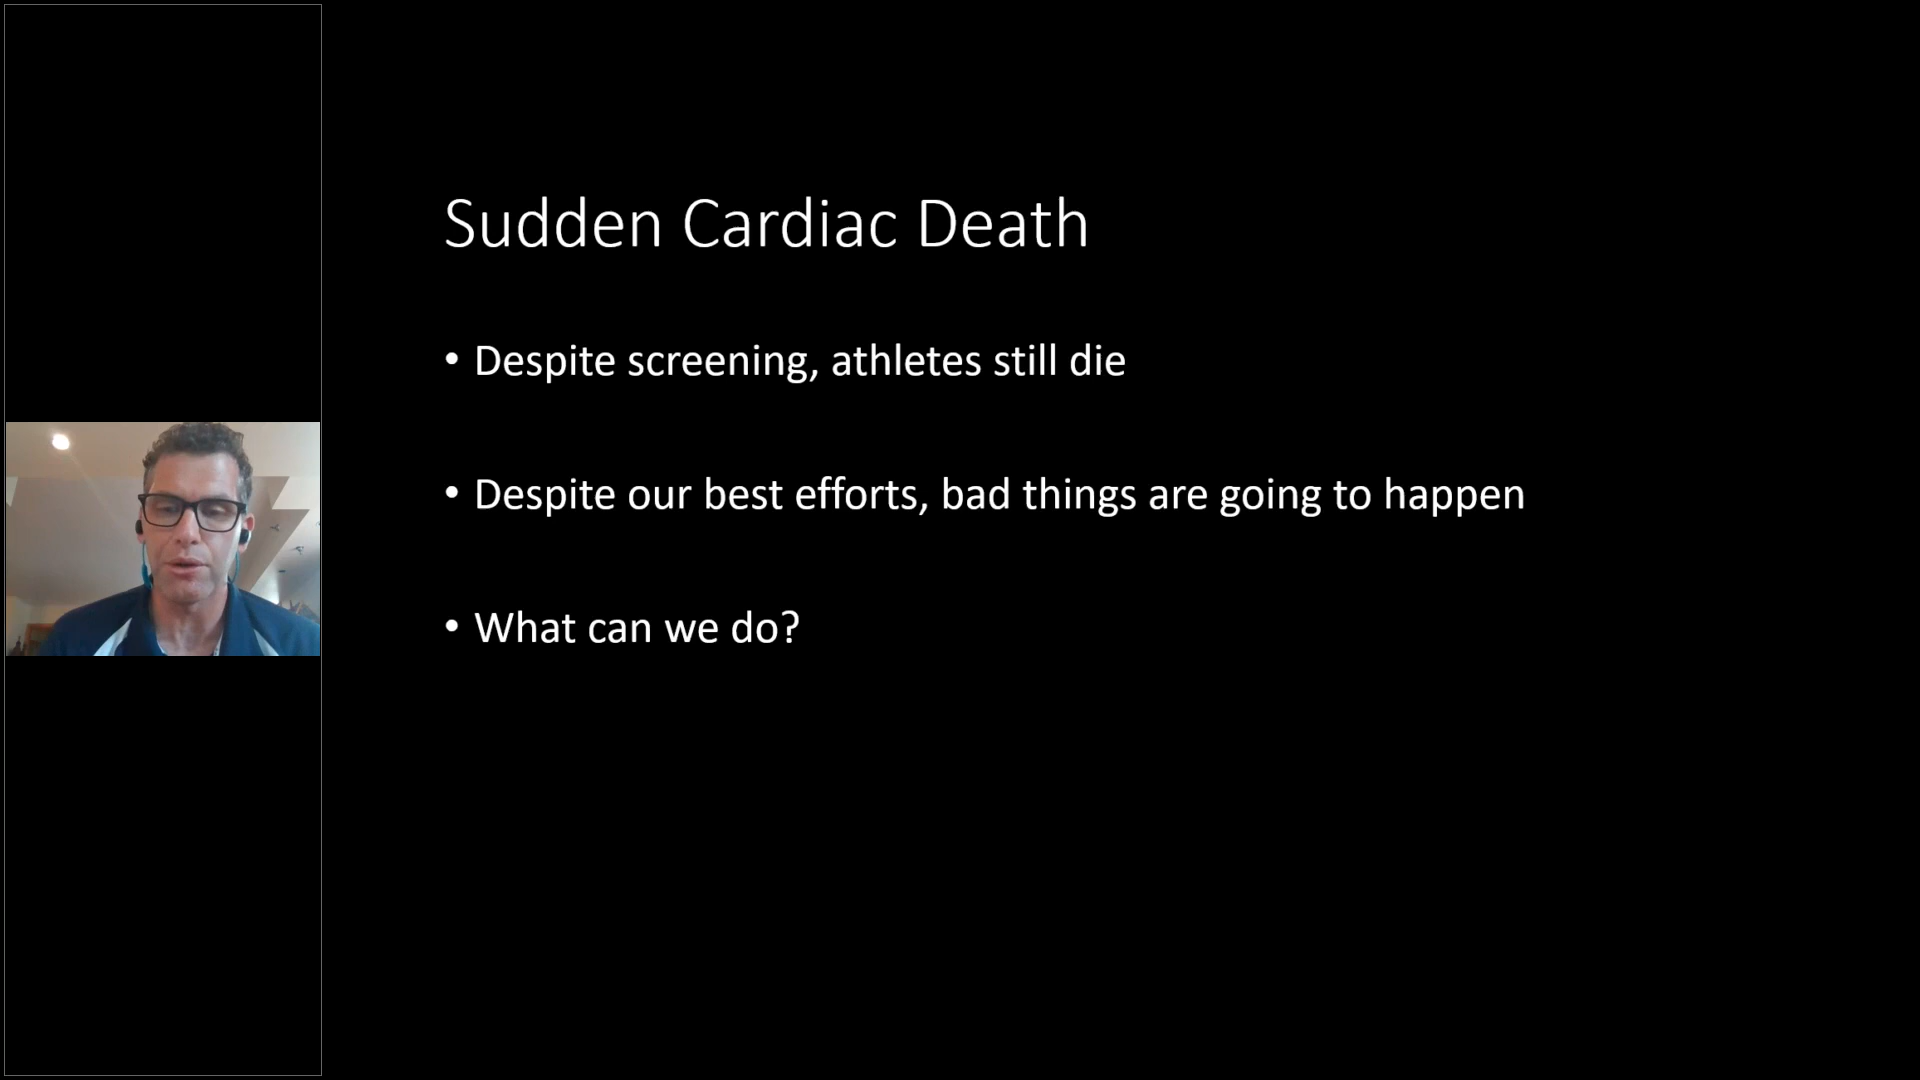 Sudden Cardiac Death
• Despite screening, athletes still die
• Despite our best efforts, bad things are going to happen
• What can we do?